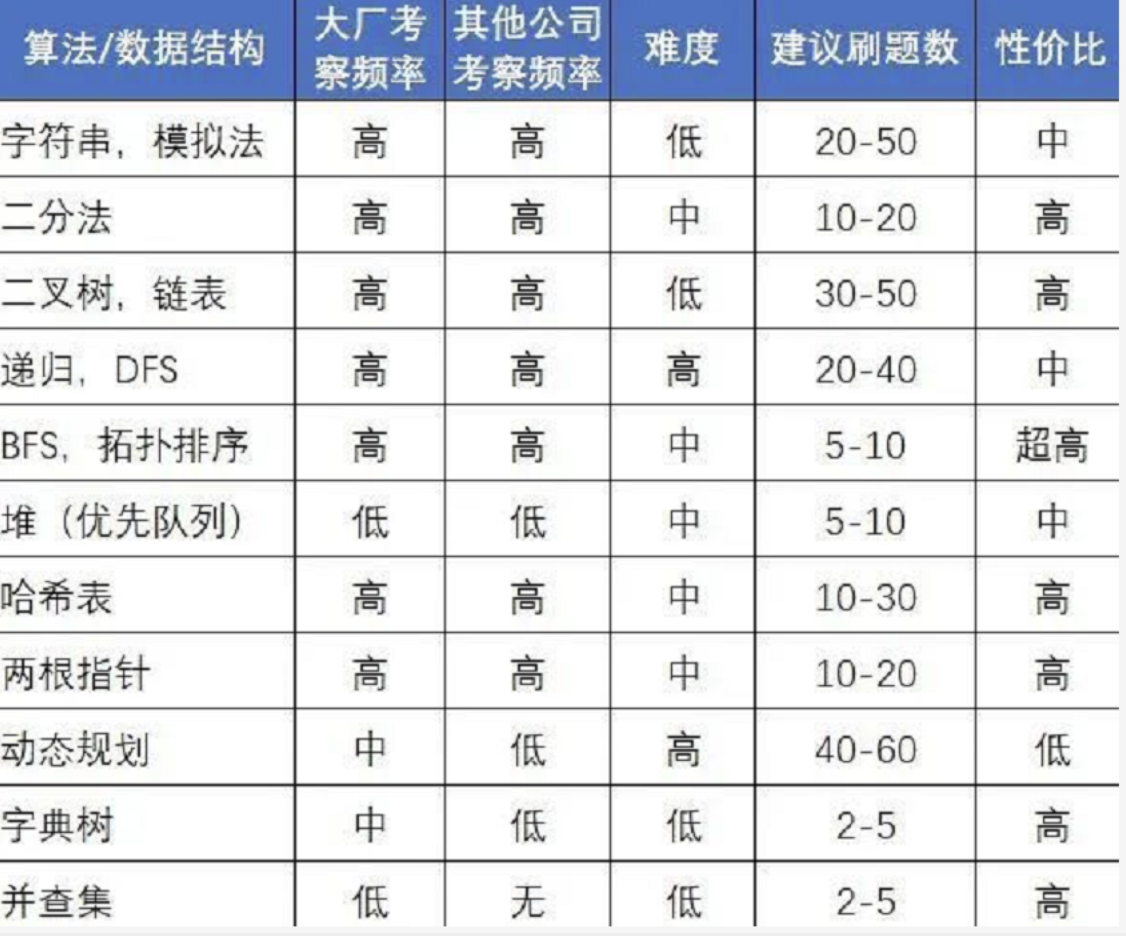 算法/数据结构 大厂考察频率 其他公司考察频率 难度 建议刷题数 性价比
字符串，模拟法 高 高 低 20-50 中
二分法 高 高 中 10-20 高
二叉树，链表 高 高 低 30-50 高
递归，DFS 高 高 高 20-40 中
BFS，拓扑排序 高 高 中 5-10 超高
堆（优先队列） 低 低 中 5-10 中
哈希表 高 高 中 10-30 高
两根指针 高 高 中 10-20 高
动态规划 中 低 高 40-60 低
字典树 中 低 低 2-5 高
并查集 低 无 低 2-5 高